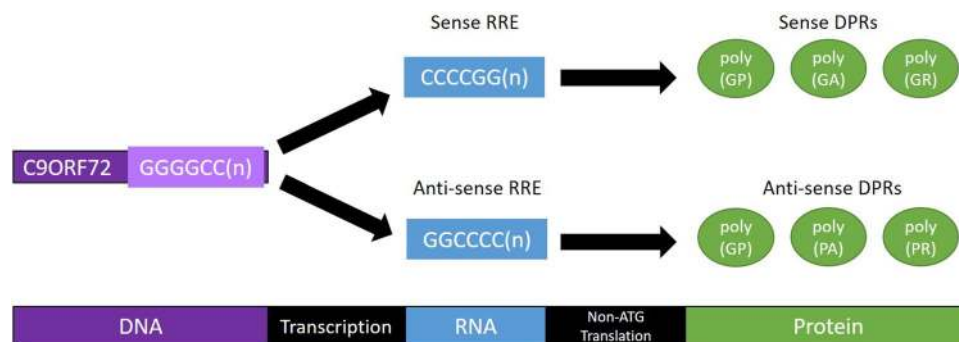 Sense RRE
Sense DPRs
CCCCGG(n)
poly
(GP)
poly
(GA)
poly
(GR)
C9ORF72
GGGGCC(n)
Anti-sense RRE
Anti-sense DPRs
GGCCCC(n)
poly
(GP)
poly
(PA)
poly
(PR)
DNA
Transcription
RNA
Non-ATG
Translation
Protein